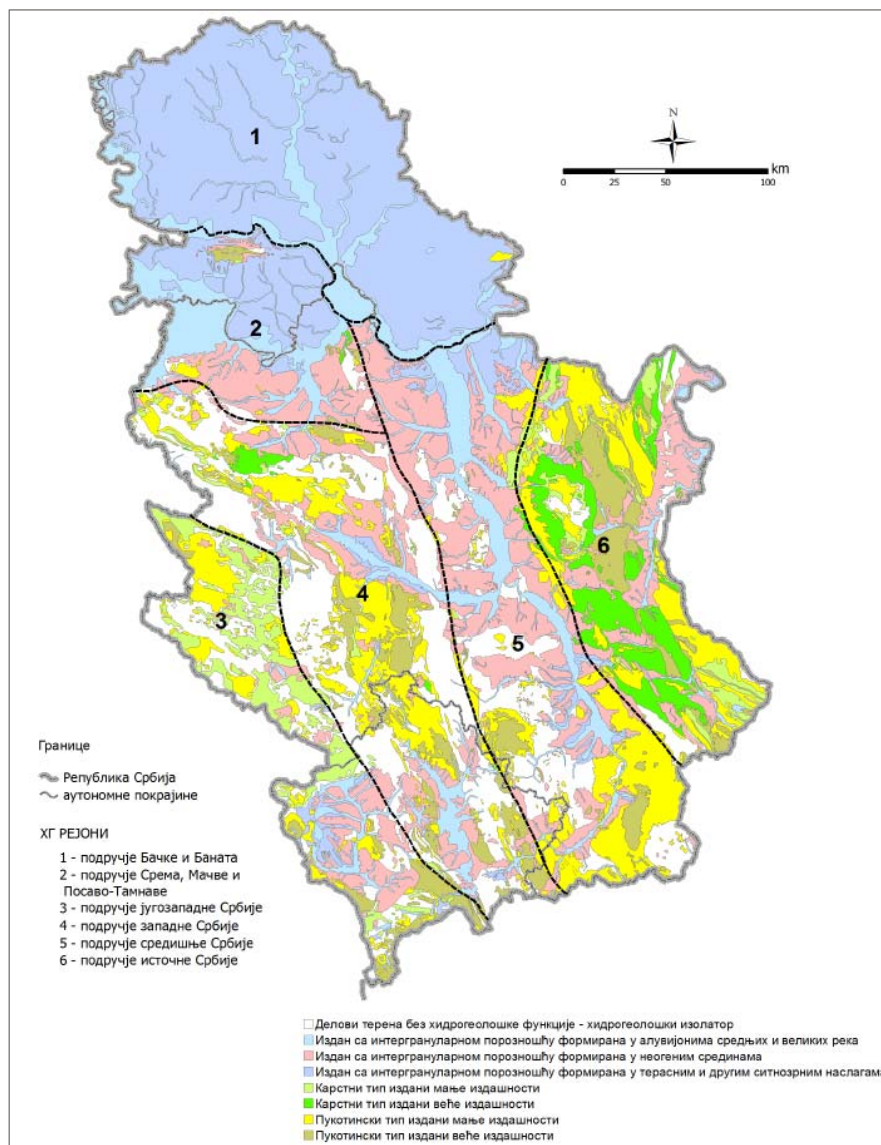 1
N
km
0 25 50 100
2
6
4
3
5
Границе
Република Србија
аутономне покрајине
ХГ РЕЈОНИ
1 - подручје Бачке и Баната
2 - подручје Срема, Мачве и
Посаво-Тамнаве
3 - подручје југозападне Србије
4 - подручје западне Србије
5 - подручје средишње Србије
6 - подручје источне Србије
Делови терена без хидрогеолошке функције - хидрогеолошки изолатор
Издан са интергрануларном порозношћу формирана у алувијонима средњих и великих река
Издан са интергрануларном порозношћу формирана у неогеним срединама
Издан са интергрануларном порозношћу формирана у терасним и другим ситнозрним наслагама
Карстни тип издани мање издашности
Карстни тип издани веће издашности
Пукотински тип издани мање издашности
Пукотински тип издани веће издашности